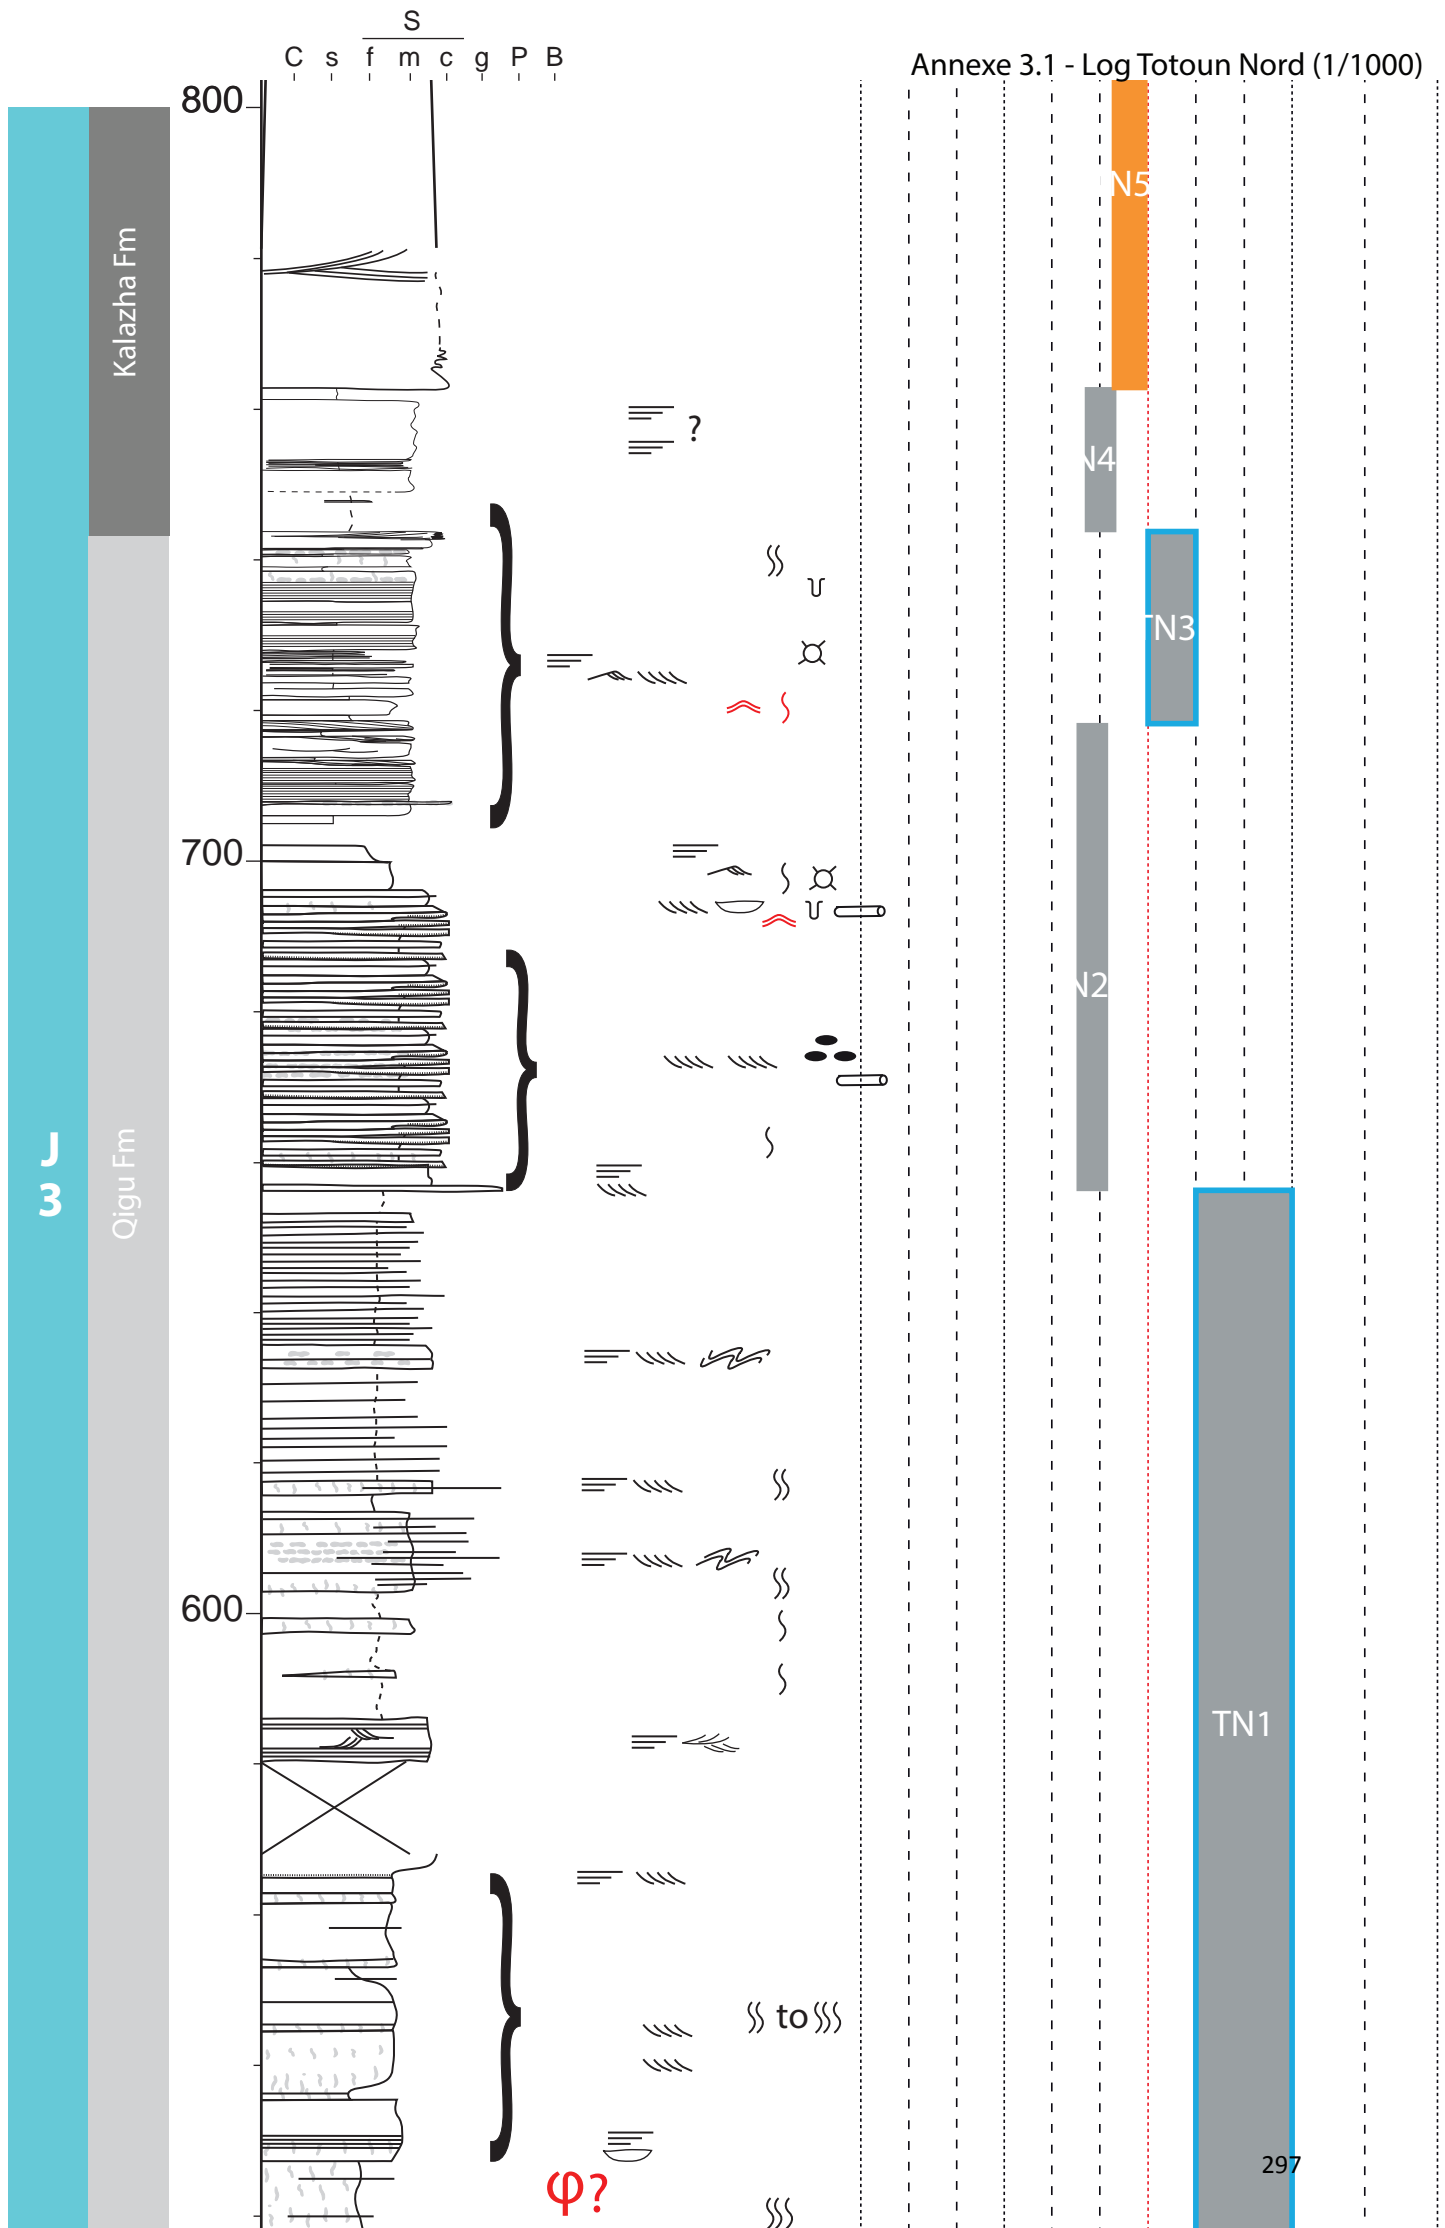 S
C s f m c g P B
Annexe 3.1 - Log Totoun Nord (1/1000)
800
N5
Kalazha Fm
?
N4
TN3
700
N2
J
3
Qigu Fm
600
TN1
to
297
φ?